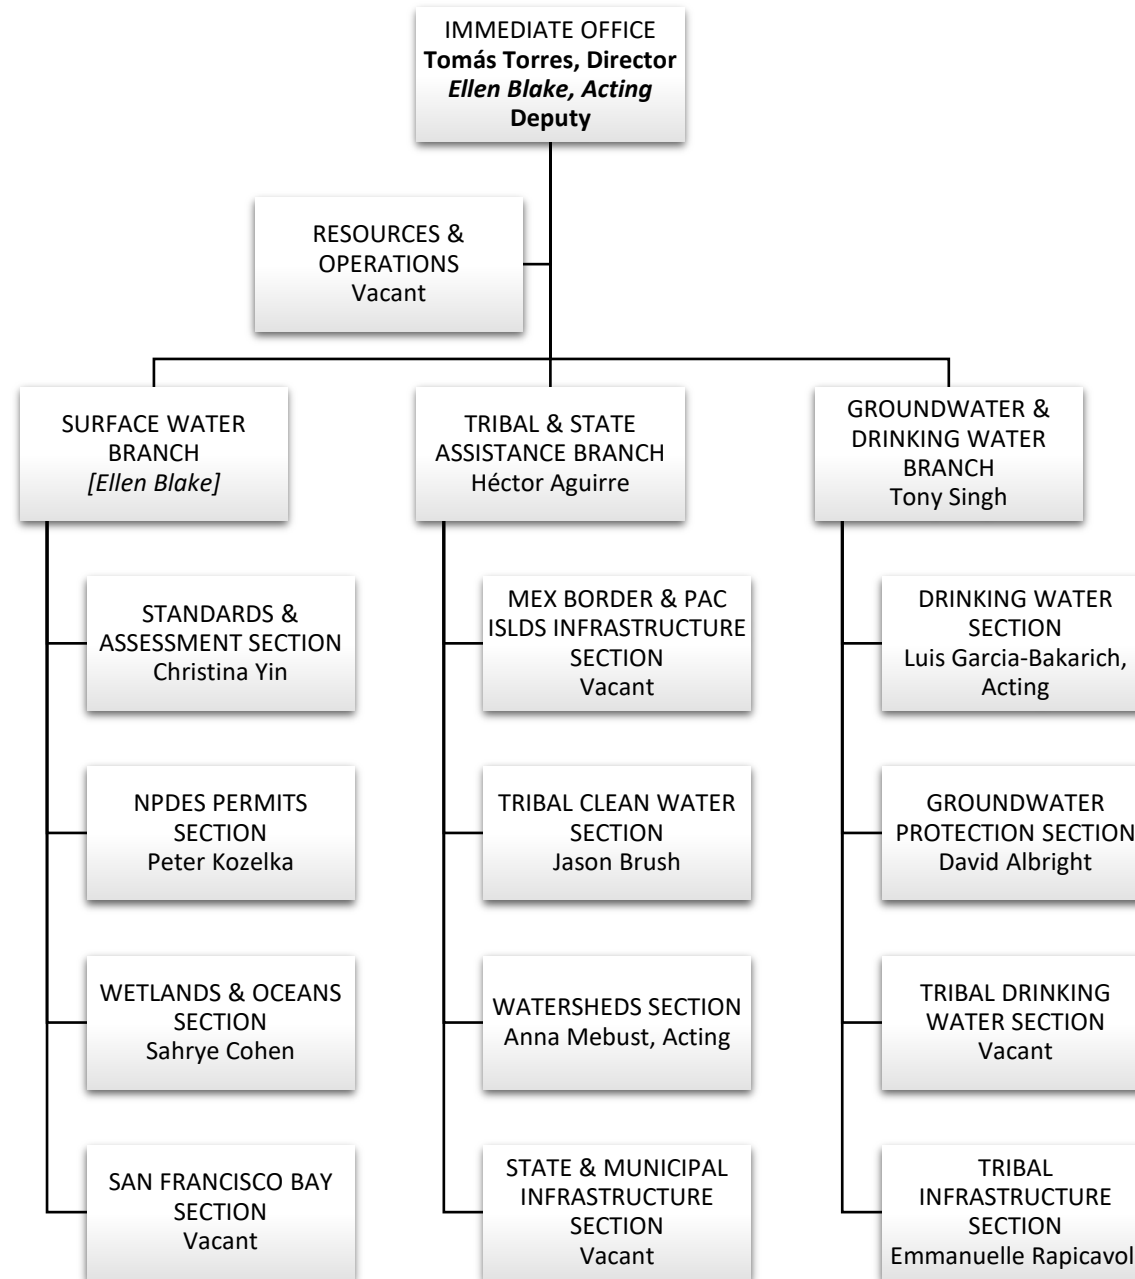 IMMEDIATE OFFICE
Tomás Torres, Director
Ellen Blake, Acting
Deputy
RESOURCES &
OPERATIONS
Vacant
SURFACE WATER
BRANCH
[Ellen Blake]
TRIBAL & STATE
ASSISTANCE BRANCH
Héctor Aguirre
GROUNDWATER &
DRINKING WATER
BRANCH
Tony Singh
STANDARDS &
ASSESSMENT SECTION
Christina Yin
MEX BORDER & PAC
ISLDS INFRASTRUCTURE
SECTION
Vacant
DRINKING WATER
SECTION
Luis Garcia-Bakarich,
Acting
NPDES PERMITS
SECTION
Peter Kozelka
TRIBAL CLEAN WATER
SECTION
Jason Brush
GROUNDWATER
PROTECTION SECTION
David Albright
WETLANDS & OCEANS
SECTION
Sahrye Cohen
WATERSHEDS SECTION
Anna Mebust, Acting
TRIBAL DRINKING
WATER SECTION
Vacant
SAN FRANCISCO BAY
SECTION
Vacant
STATE & MUNICIPAL
INFRASTRUCTURE
SECTION
Vacant
TRIBAL
INFRASTRUCTURE
SECTION
Emmanuelle Rapicavol